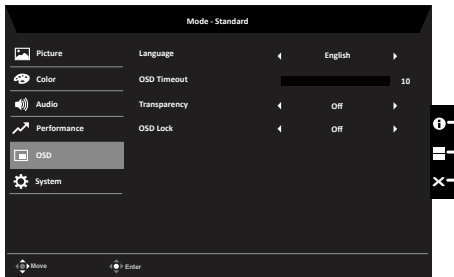 Mode - Standard
Picture
Language
English
Color
OSD Timeout
10
Audio
Transparency
Off
Performance
OSD Lock
Off
OSD
System
Move
Enter